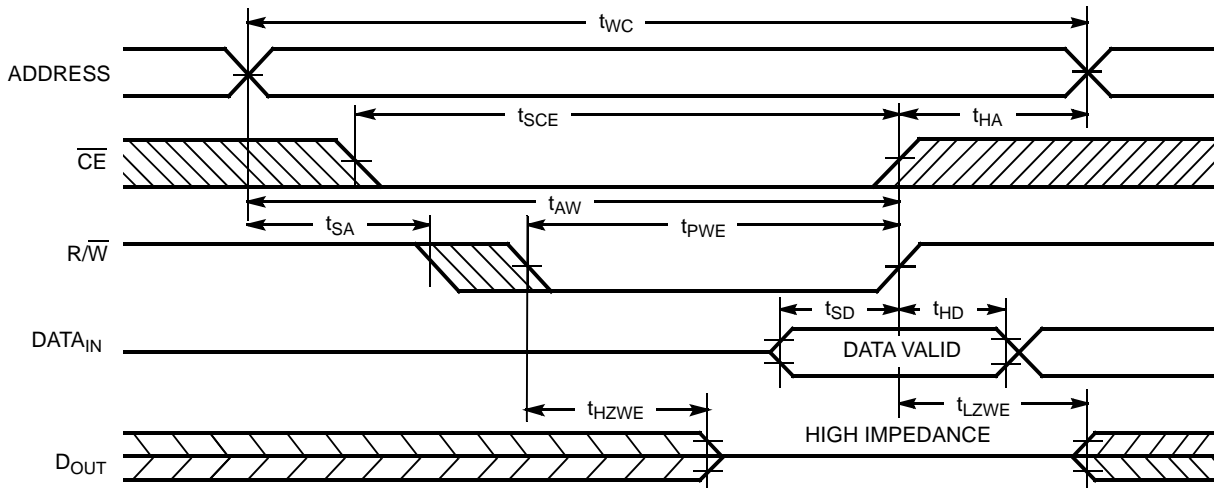 tWC
ADDRESS
tSCE
tHA
CE
tAW
tSA
tPWE
R/W
tSD
tHD
DATAIN
DATA VALID
tHZWE
tLZWE
HIGH IMPEDANCE
DOUT